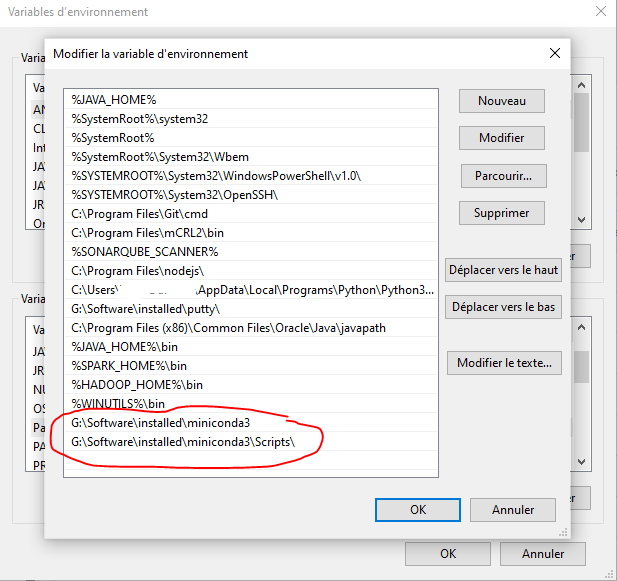 Variables d'environnement
Modifier la variable d'environnement
Varia
Va
AN
CL
Int
JA
JA
JR
Or
%JAVA_HOME%
%SystemRoot%\system32
%SystemRoot%
%SystemRoot%\System32\Wbem
%SYSTEMROOT%\System32\WindowsPowerShell\v1.0\
%SYSTEMROOT%\System32\OpenSSH\
C:\Program Files\Git\cmd
C:\Program Files\mCRL2\bin
%SONARQUBE_SCANNER%
C:\Program Files\nodejs\
C:\Users\ \AppData\Local\Programs\Python\Python3...
G:\Software\installed\putty\
C:\Program Files (x86)\Common Files\Oracle\Java\javapath
%JAVA_HOME%\bin
%SPARK_HOME%\bin
%HADOOP_HOME%\bin
%WINUTILS%\bin
G:\Software\installed\miniconda3
G:\Software\installed\miniconda3\Scripts\
Nouveau
Modifier
Parcourir...
Supprimer
Déplacer vers le haut
Déplacer vers le bas
Modifier le texte...
er
Varia
Va
JA
JR
NU
OS
Pa
PA
PR
er
OK
Annuler
OK
Annuler